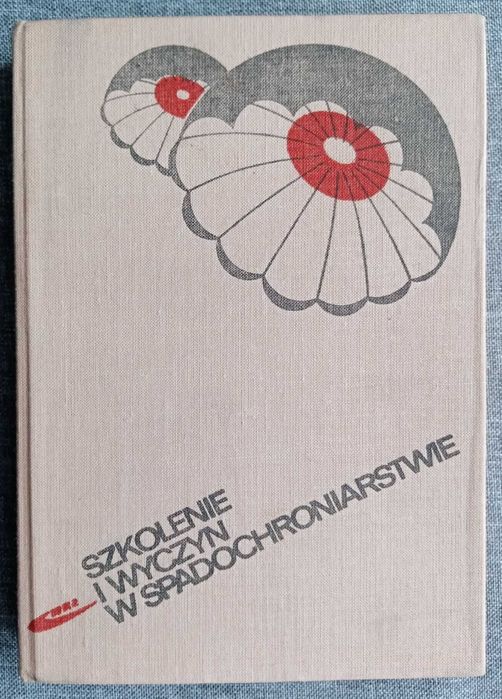 SZKOLENIE
I WYCZYN
W SPADOCHRONIARSTWIE